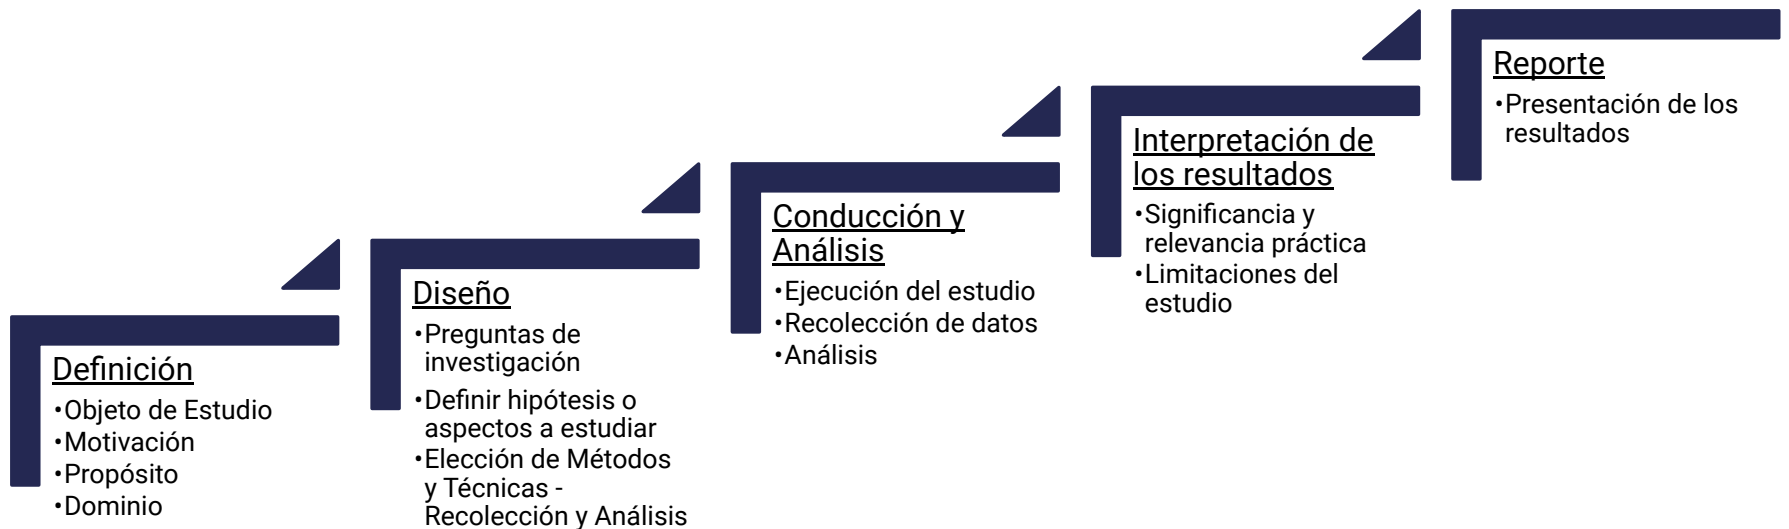 Definición
•Objeto de Estudio
•Motivación
•Propósito
•Dominio
Diseño
•Preguntas de
investigación
•Definir hipótesis o
aspectos a estudiar
•Elección de Métodos
y Técnicas -
Recolección y Análisis
Conducción y
Análisis
•Ejecución del estudio
•Recolección de datos
•Análisis
Interpretación de
los resultados
•Significancia y
relevancia práctica
•Limitaciones del
estudio
Reporte
•Presentación de los
resultados